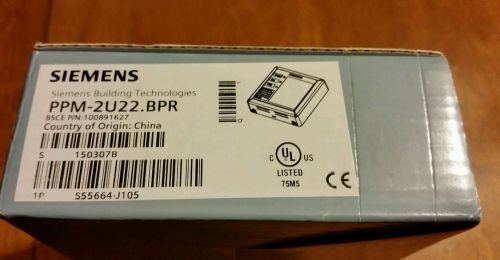 SIEMENS
Siemens Building Technologies
PPM-2U22.BPR
BSCE P/N:100891627
Country of Origin: China
S 150307B
1P S55664-J105
C UL US
LISTED
75M5
CE